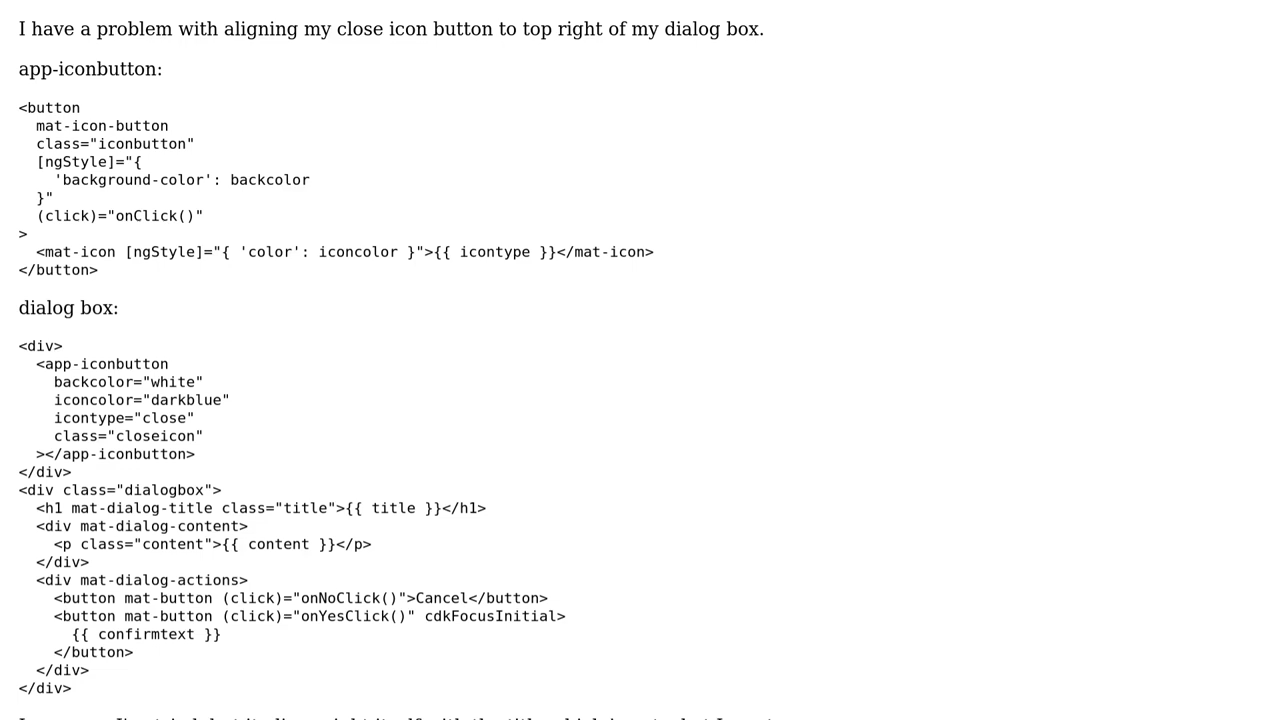 I have a problem with aligning my close icon button to top right of my dialog box.
app-iconbutton:
<button
  mat-icon-button
  class="iconbutton"
  [ngStyle]="{
    'background-color': backcolor
  }"
  (click)="onClick()"
>
  <mat-icon [ngStyle]="{ 'color': iconcolor }">{{ icontype }}</mat-icon>
</button>
dialog box:
<div>
  <app-iconbutton
    backcolor="white"
    iconcolor="darkblue"
    icontype="close"
    class="closeicon"
  ></app-iconbutton>
</div>
<div class="dialogbox">
  <h1 mat-dialog-title class="title">{{ title }}</h1>
  <div mat-dialog-content>
    <p class="content">{{ content }}</p>
  </div>
  <div mat-dialog-actions>
    <button mat-button (click)="onNoClick()">Cancel</button>
    <button mat-button (click)="onYesClick()" cdkFocusInitial>
      {{ confirmtext }}
    </button>
  </div>
</div>